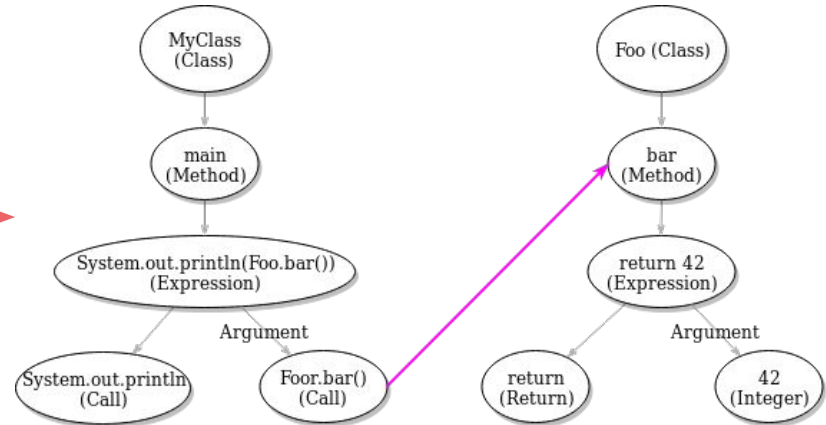 MyClass
(Class)
Foo (Class)
main
(Method)
bar
(Method)
System.out.println(Foo.bar())
(Expression)
return 42
(Expression)
Argument
Argument
System.out.println
(Call)
Foor.bar()
(Call)
return
(Return)
42
(Integer)